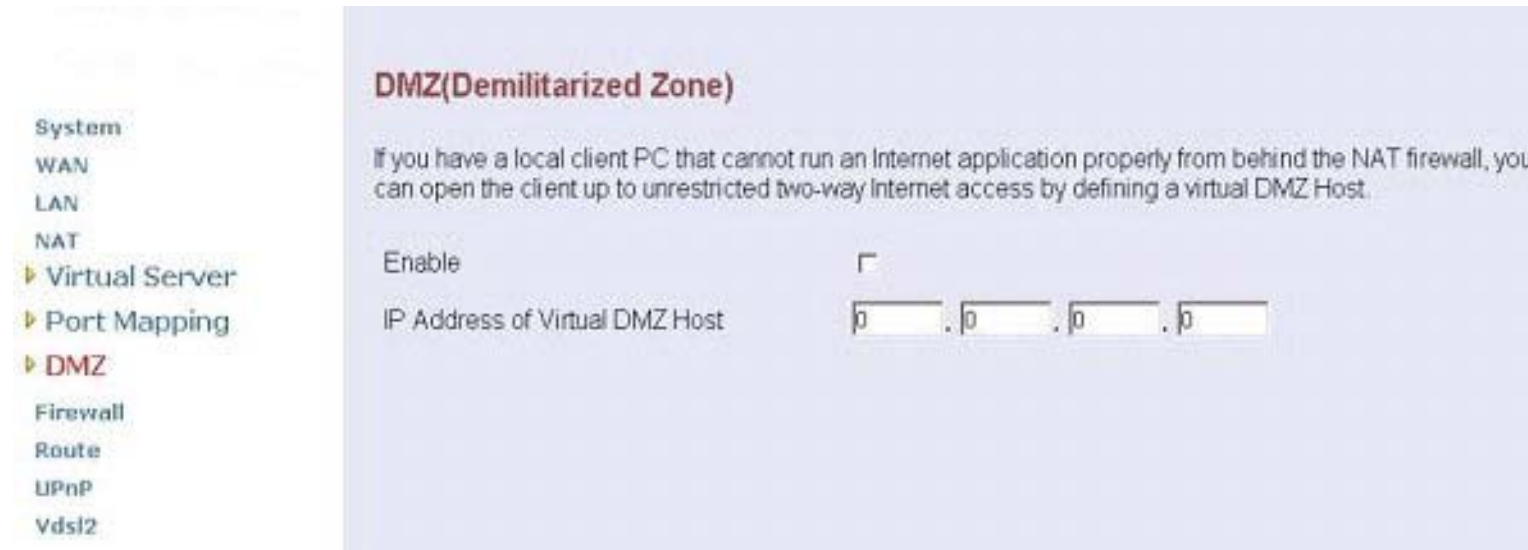 System
WAN
LAN
NAT
Virtual Server
Port Mapping
DMZ
Firewall
Route
UPnP
Vdsl2
DMZ(Demilitarized Zone)
If you have a local client PC that cannot run an Internet application properly from behind the NAT firewall, you
can open the client up to unrestricted two-way Internet access by defining a virtual DMZ Host.
Enable
IP Address of Virtual DMZ Host 0 . 0 . 0 . 0